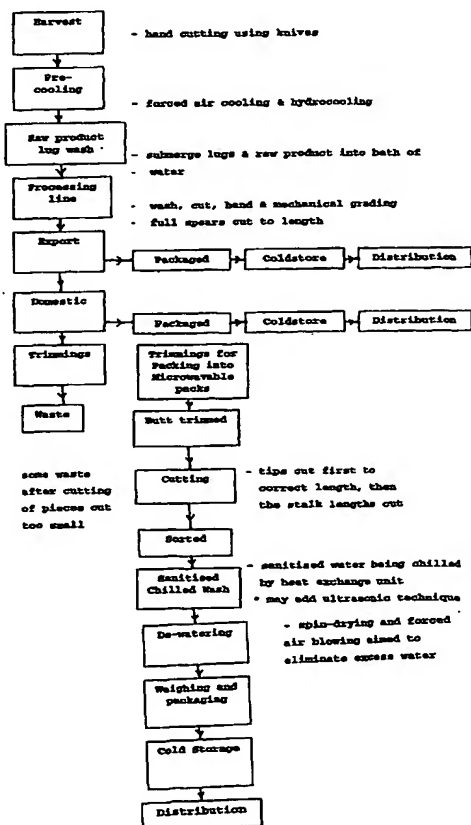 Harvest
- hand cutting using knives
Pre-
cooling
- forced air cooling & hydrocooling
Raw product
lug wash
- submerge lugs & raw product into bath of
- water
Processing
line
- wash, cut, hand & mechanical grading
- full spears cut to length
Export
Packaged
Coldstore
Distribution
Domestic
Packaged
Coldstore
Distribution
Trimmings
Waste
some waste
after cutting
of pieces cut
too small
Trimmings for
Packing into
Microwavable
packs
Butt trimmed
Cutting
- tips cut first to
correct length, then
the stalk lengths cut
Sorted
Sanitised
Chilled Wash
- sanitised water being chilled
by heat exchange unit
* may add ultrasonic technique
De-watering
- spin-drying and forced
air blowing aimed to
eliminate excess water
Weighing and
packaging
Cold Storage
Distribution